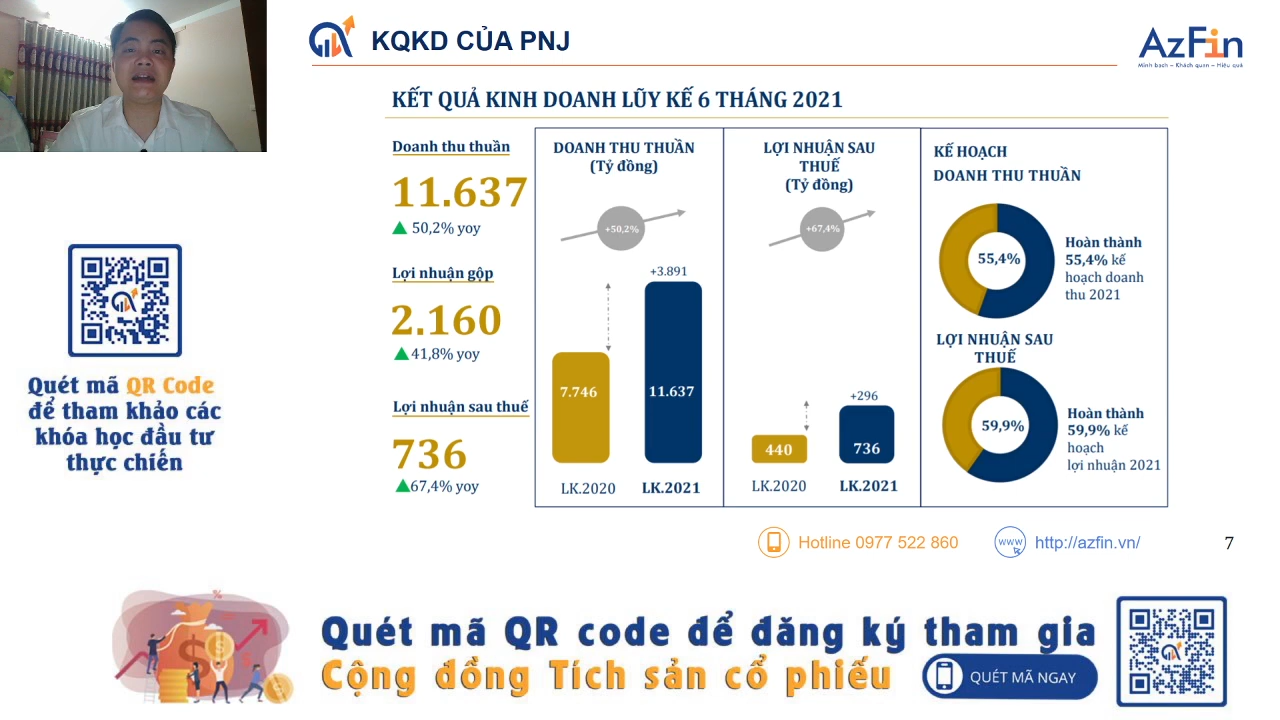 KQKD CỦA PNJ
AzFin
Minh bạch – Khách quan – Hiệu quả
KẾT QUẢ KINH DOANH LŨY KẾ 6 THÁNG 2021
Doanh thu thuần
11.637
50,2% yoy
Lợi nhuận gộp
2.160
41,8% yoy
Lợi nhuận sau thuế
736
67,4% yoy
DOANH THU THUẦN
(Tỷ đồng)
+50,2%
+3.891
7.746
11.637
LK.2020
LK.2021
LỢI NHUẬN SAU
THUẾ
(Tỷ đồng)
+67,4%
+296
440
736
LK.2020
LK.2021
KẾ HOẠCH
DOANH THU THUẦN
55,4%
Hoàn thành
55,4% kế
hoạch doanh
thu 2021
LỢI NHUẬN SAU
THUẾ
59,9%
Hoàn thành
59,9% kế
hoạch
lợi nhuận 2021
Quét mã QR Code
để tham khảo các
khóa học đầu tư
thực chiến
Hotline 0977 522 860
www
http://azfin.vn/
7
Quét mã QR code để đăng ký tham gia
Cộng đồng Tích sản cổ phiếu
QUÉT MÃ NGAY